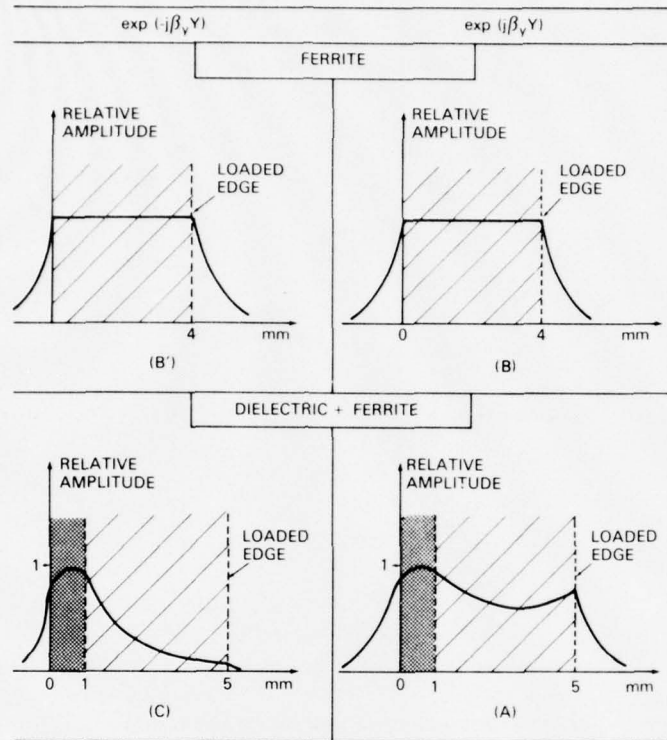 exp (-jβyY)
exp (jβyY)
FERRITE
RELATIVE
AMPLITUDE
LOADED
EDGE
4
mm
(B')
RELATIVE
AMPLITUDE
LOADED
EDGE
0
4
mm
(B)
DIELECTRIC + FERRITE
RELATIVE
AMPLITUDE
LOADED
EDGE
1
0
1
5
mm
(C)
RELATIVE
AMPLITUDE
LOADED
EDGE
1
0
1
5
mm
(A)